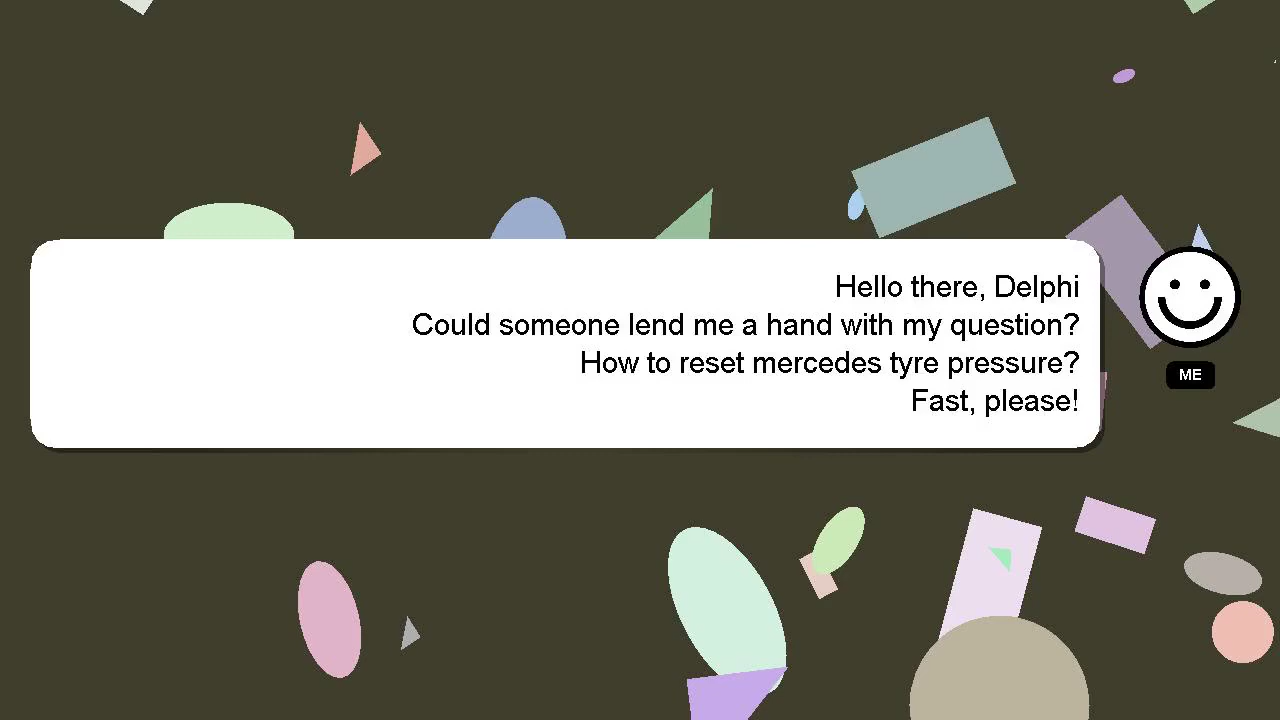 Hello there, Delphi
Could someone lend me a hand with my question?
How to reset mercedes tyre pressure?
Fast, please!
ME